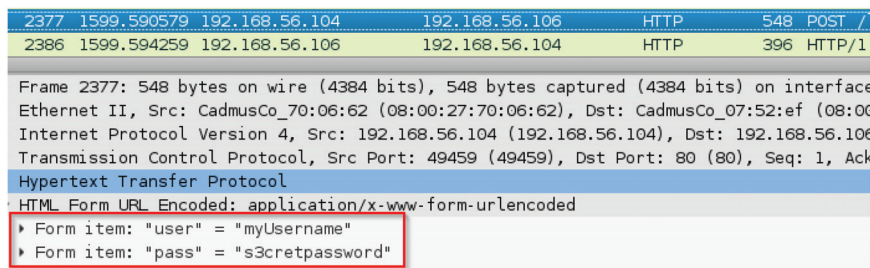 2377 1599.590579 192.168.56.104 192.168.56.106 HTTP 548 POST /
2386 1599.594259 192.168.56.106 192.168.56.104 HTTP 396 HTTP/1
Frame 2377: 548 bytes on wire (4384 bits), 548 bytes captured (4384 bits) on interface
Ethernet II, Src: CadmusCo_70:06:62 (08:00:27:70:06:62), Dst: CadmusCo_07:52:ef (08:00
Internet Protocol Version 4, Src: 192.168.56.104 (192.168.56.104), Dst: 192.168.56.106
Transmission Control Protocol, Src Port: 49459 (49459), Dst Port: 80 (80), Seq: 1, Ack
Hypertext Transfer Protocol
HTML Form URL Encoded: application/x-www-form-urlencoded
Form item: "user" = "myUsername"
Form item: "pass" = "s3cretpassword"